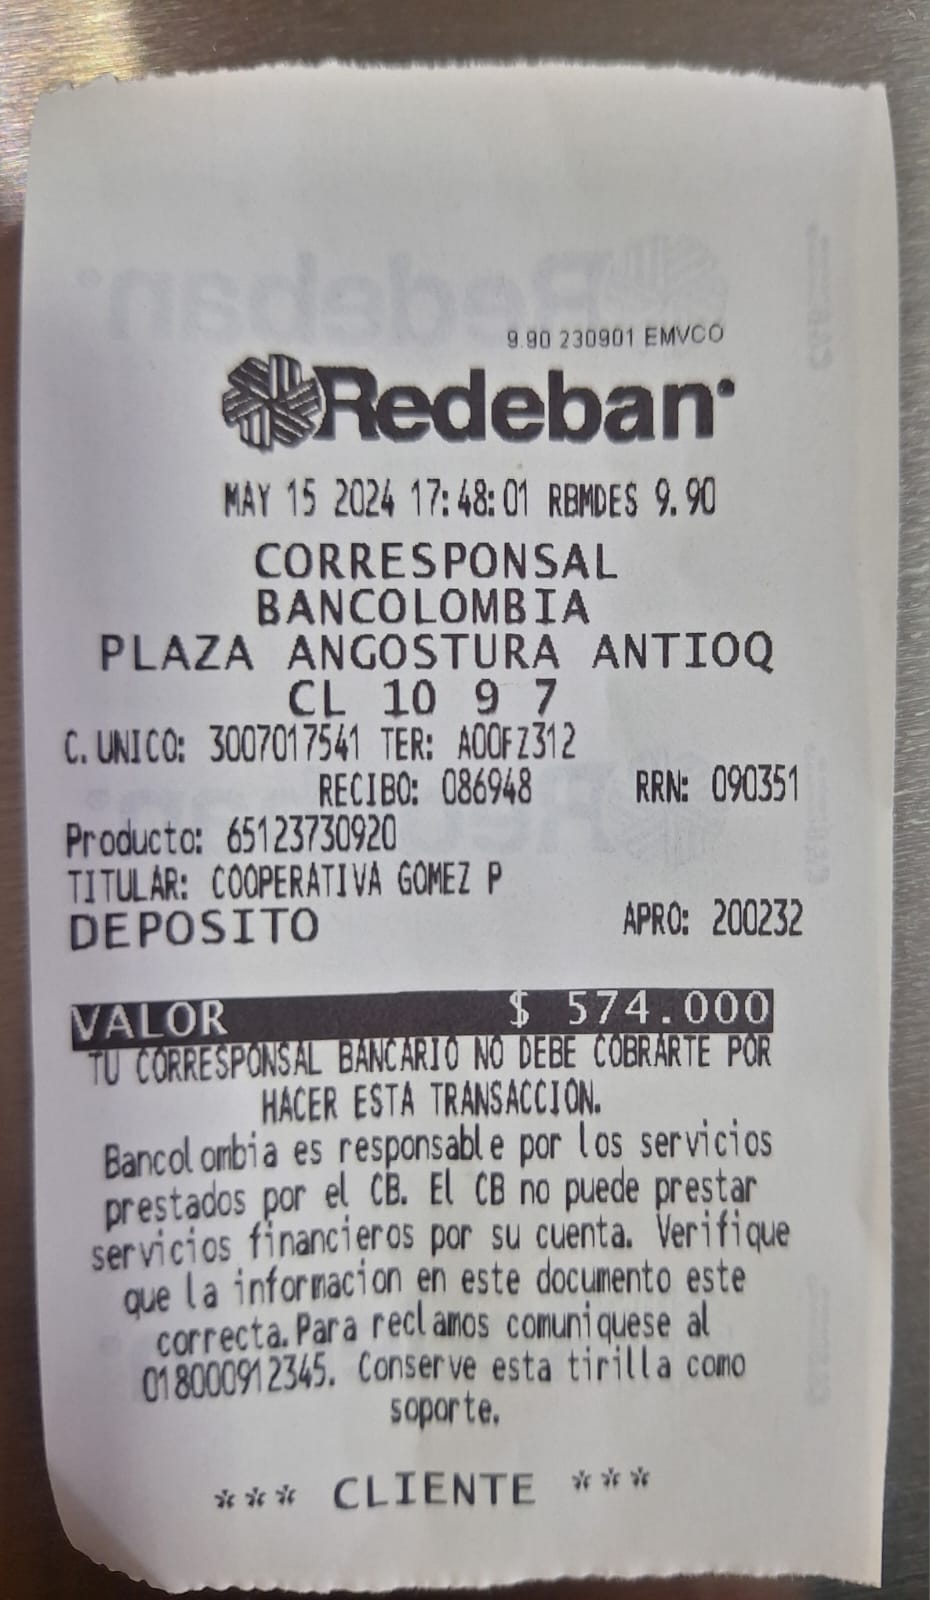 9.90 230901 EMVCO
Redeban
MAY 15 2024 17:48:01 RBMDES 9.90
CORRESPONSAL
BANCOLOMBIA
PLAZA ANGOSTURA ANTIOQ
CL 10 9 7
C. UNICO: 3007017541 TER: A00FZ312
RECIBO: 086948 RRN: 090351
Producto: 65123730920
TITULAR: COOPERATIVA GOMEZ P
DEPOSITO APRO: 200232
VALOR $ 574.000
TU CORRESPONSAL BANCARIO NO DEBE COBRARTE POR
HACER ESTA TRANSACCION.
Bancolombia es responsable por los servicios
prestados por el CB. El CB no puede prestar
servicios financieros por su cuenta. Verifique
que la informacion en este documento este
correcta. Para reclamos comuniquese al
018000912345. Conserve esta tirilla como
soporte.
*** CLIENTE ***